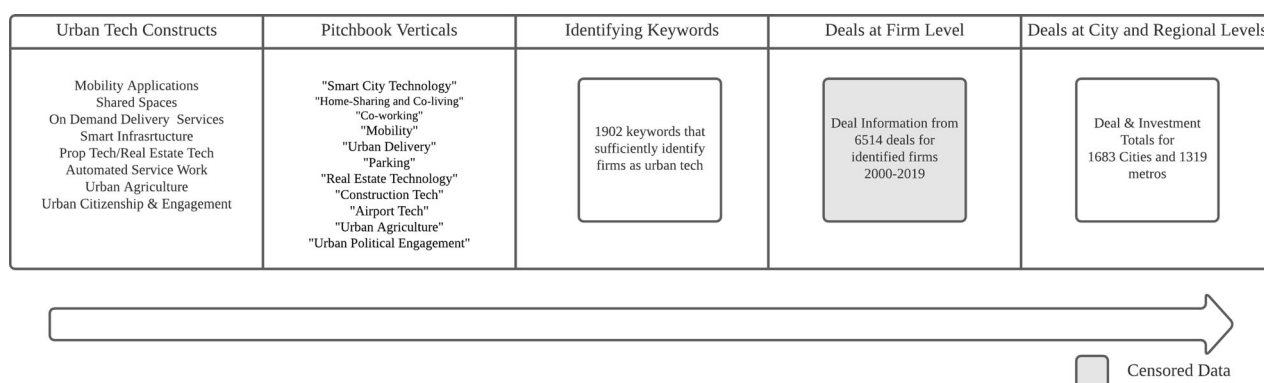 Urban Tech Constructs
Mobility Applications
Shared Spaces
On Demand Delivery Services
Smart Infrasrtucture
Prop Tech/Real Estate Tech
Automated Service Work
Urban Agriculture
Urban Citizenship & Engagement
Pitchbook Verticals
"Smart City Technology"
"Home-Sharing and Co-living"
"Co-working"
"Mobility"
"Urban Delivery"
"Parking"
"Real Estate Technology"
"Construction Tech"
"Airport Tech"
"Urban Agriculture"
"Urban Political Engagement"
Identifying Keywords
1902 keywords that
sufficiently identify
firms as urban tech
Deals at Firm Level
Deal Information from
6514 deals for
identified firms
2000-2019
Deals at City and Regional Levels
Deal & Investment
Totals for
1683 Cities and 1319
metros
Censored Data